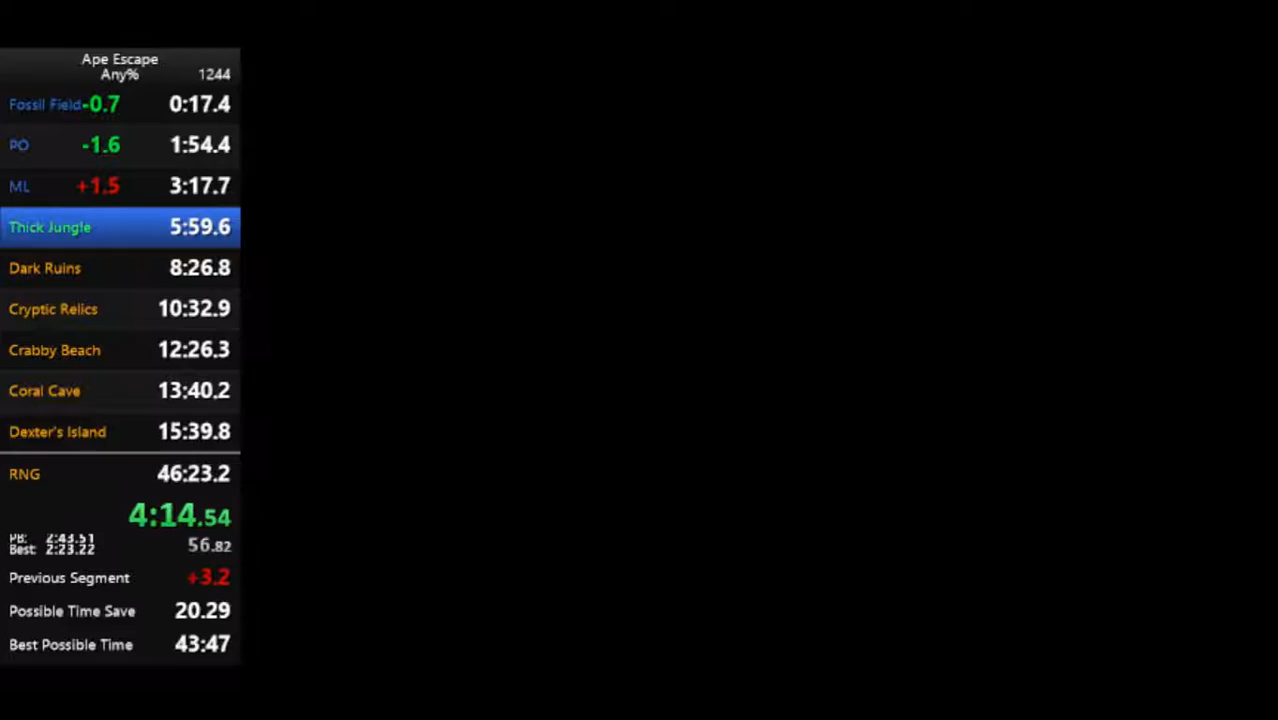 Ape Escape
Any% 1244
Fossil Field -0.7 0:17.4
PO -1.6 1:54.4
ML +1.5 3:17.7
Thick Jungle 5:59.6
Dark Ruins 8:26.8
Cryptic Relics 10:32.9
Crabby Beach 12:26.3
Coral Cave 13:40.2
Dexter's Island 15:39.8
RNG 46:23.2
4:14.54
PB: 2:43.51
Best: 2:23.22 56.82
Previous Segment +3.2
Possible Time Save 20.29
Best Possible Time 43:47